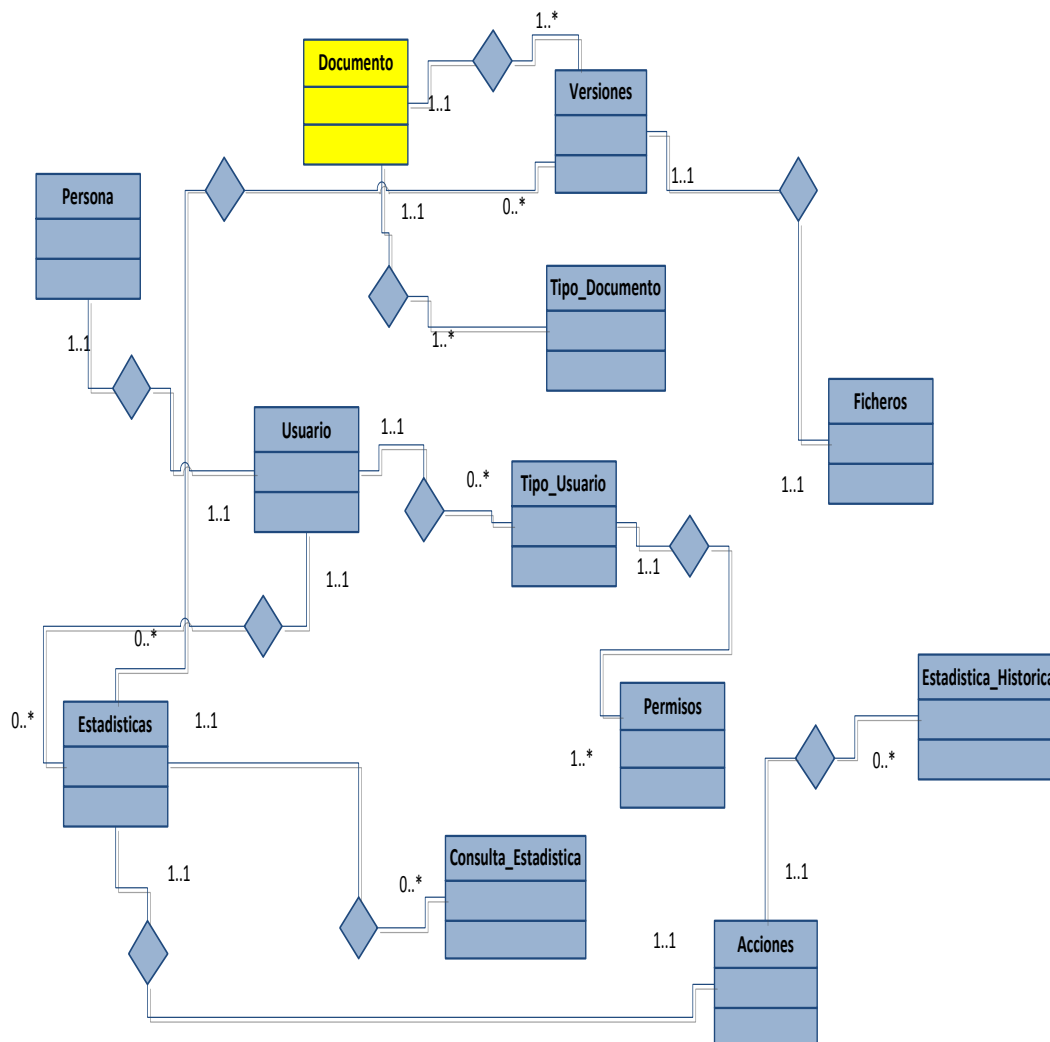 1..*
Documento
Versiones
1..1
1..1
Persona
1..1
0..*
Tipo_Documento
1..1
1..*
Ficheros
Usuario
1..1
0..*
Tipo_Usuario
1..1
1..1
1..1
1..1
0..*
Estadistica_Historica
0..*
Estadisticas
1..1
Permisos
1..*
0..*
Consulta_Estadistica
1..1
1..1
0..*
1..1
Acciones